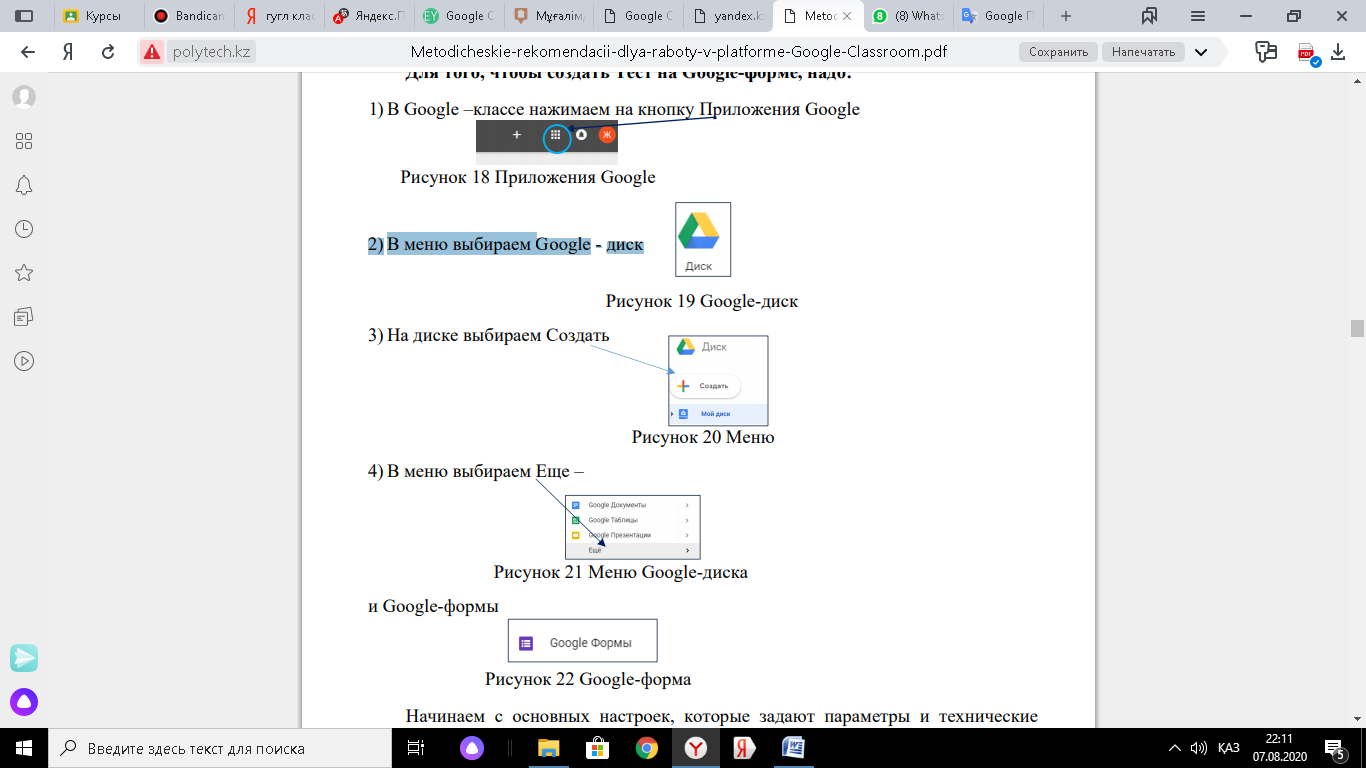 Курсы
Bandicam
гугл кла
Яндекс.П
Google C
Мұғалім,
Google C
yandex.k
Metod
(8) What
Google П
polytech.kz
Metodicheskie-rekomendacii-dlya-raboty-v-platforme-Google-Classroom.pdf
Сохранить
Напечатать
Для того, чтобы создать Тест на Google-форме, надо:
1) В Google –классе нажимаем на кнопку Приложения Google
Ж
Рисунок 18 Приложения Google
2) В меню выбираем Google - диск
Диск
Рисунок 19 Google-диск
3) На диске выбираем Создать
Диск
Создать
Мой диск
Рисунок 20 Меню
4) В меню выбираем Еще –
Google Документы
Google Таблицы
Google Презентации
Ещё
Рисунок 21 Меню Google-диска
и Google-формы
Google Формы
Рисунок 22 Google-форма
Начинаем с основных настроек, которые задают параметры и технические
Введите здесь текст для поиска
ҚАЗ
22:11
07.08.2020
5